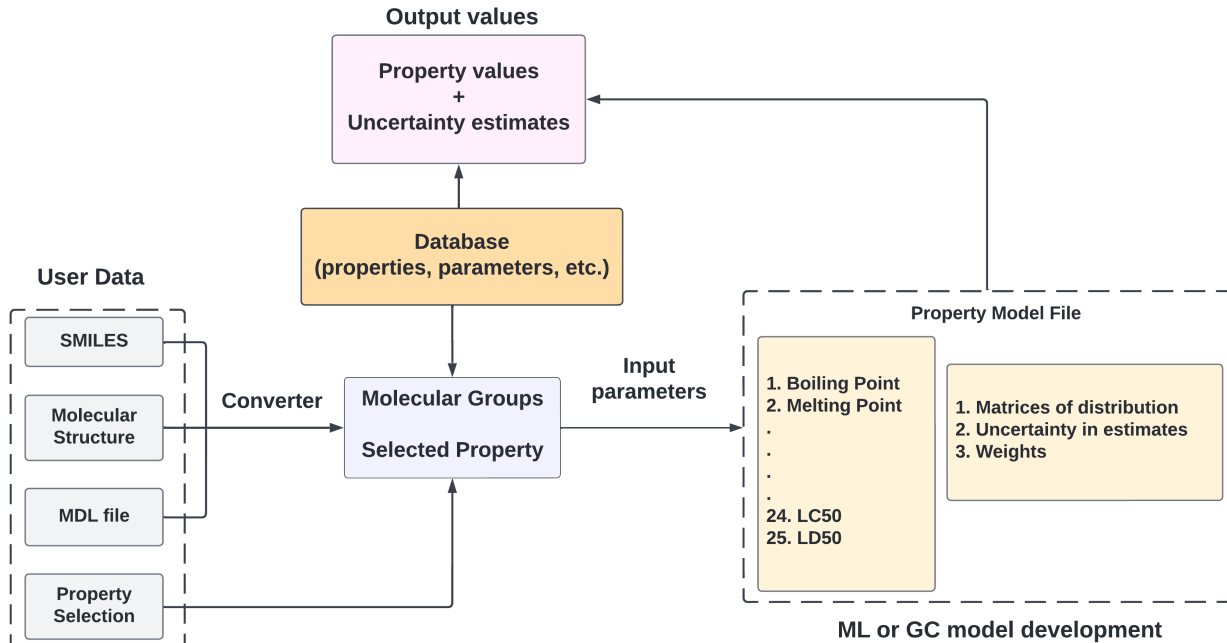 Output values
Property values
+
Uncertainty estimates
Database
(properties, parameters, etc.)
User Data
SMILES
Molecular
Structure
MDL file
Property
Selection
Converter
Molecular Groups
Selected Property
Input
parameters
Property Model File
1. Boiling Point
2. Melting Point
.
.
.
.
24. LC50
25. LD50
1. Matrices of distribution
2. Uncertainty in estimates
3. Weights
ML or GC model development